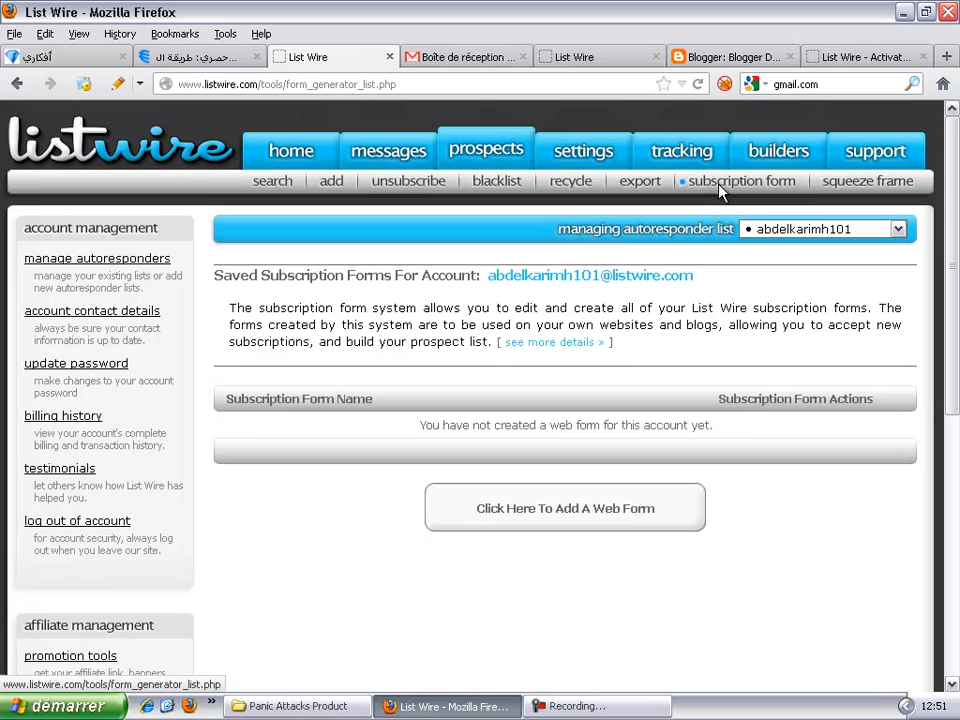 List Wire - Mozilla Firefox
File Edit View History Bookmarks Tools Help
أفكاري
حصري: طريقة ال...
List Wire
Boîte de réception ...
List Wire
Blogger: Blogger D...
List Wire - Activat...
www.listwire.com/tools/form_generator_list.php
gmail.com
listwire
home messages prospects settings tracking builders support
search add unsubscribe blacklist recycle export subscription form squeeze frame
account management
manage autoresponders
manage your existing lists or add
new autoresponder lists.
account contact details
always be sure your contact
information is up to date.
update password
make changes to your account
password
billing history
view your account's complete
billing and transaction history.
testimonials
let others know how List Wire has
helped you.
log out of account
for account security, always log
out when you leave our site.
affiliate management
promotion tools
get your affiliate link, banners
managing autoresponder list • abdelkarimh101
Saved Subscription Forms For Account: abdelkarimh101@listwire.com
The subscription form system allows you to edit and create all of your List Wire subscription forms. The
forms created by this system are to be used on your own websites and blogs, allowing you to accept new
subscriptions, and build your prospect list. [ see more details » ]
Subscription Form Name Subscription Form Actions
You have not created a web form for this account yet.
Click Here To Add A Web Form
www.listwire.com/tools/form_generator_list.php
démarrer
Panic Attacks Product
List Wire - Mozilla Fire...
Recording...
12:51